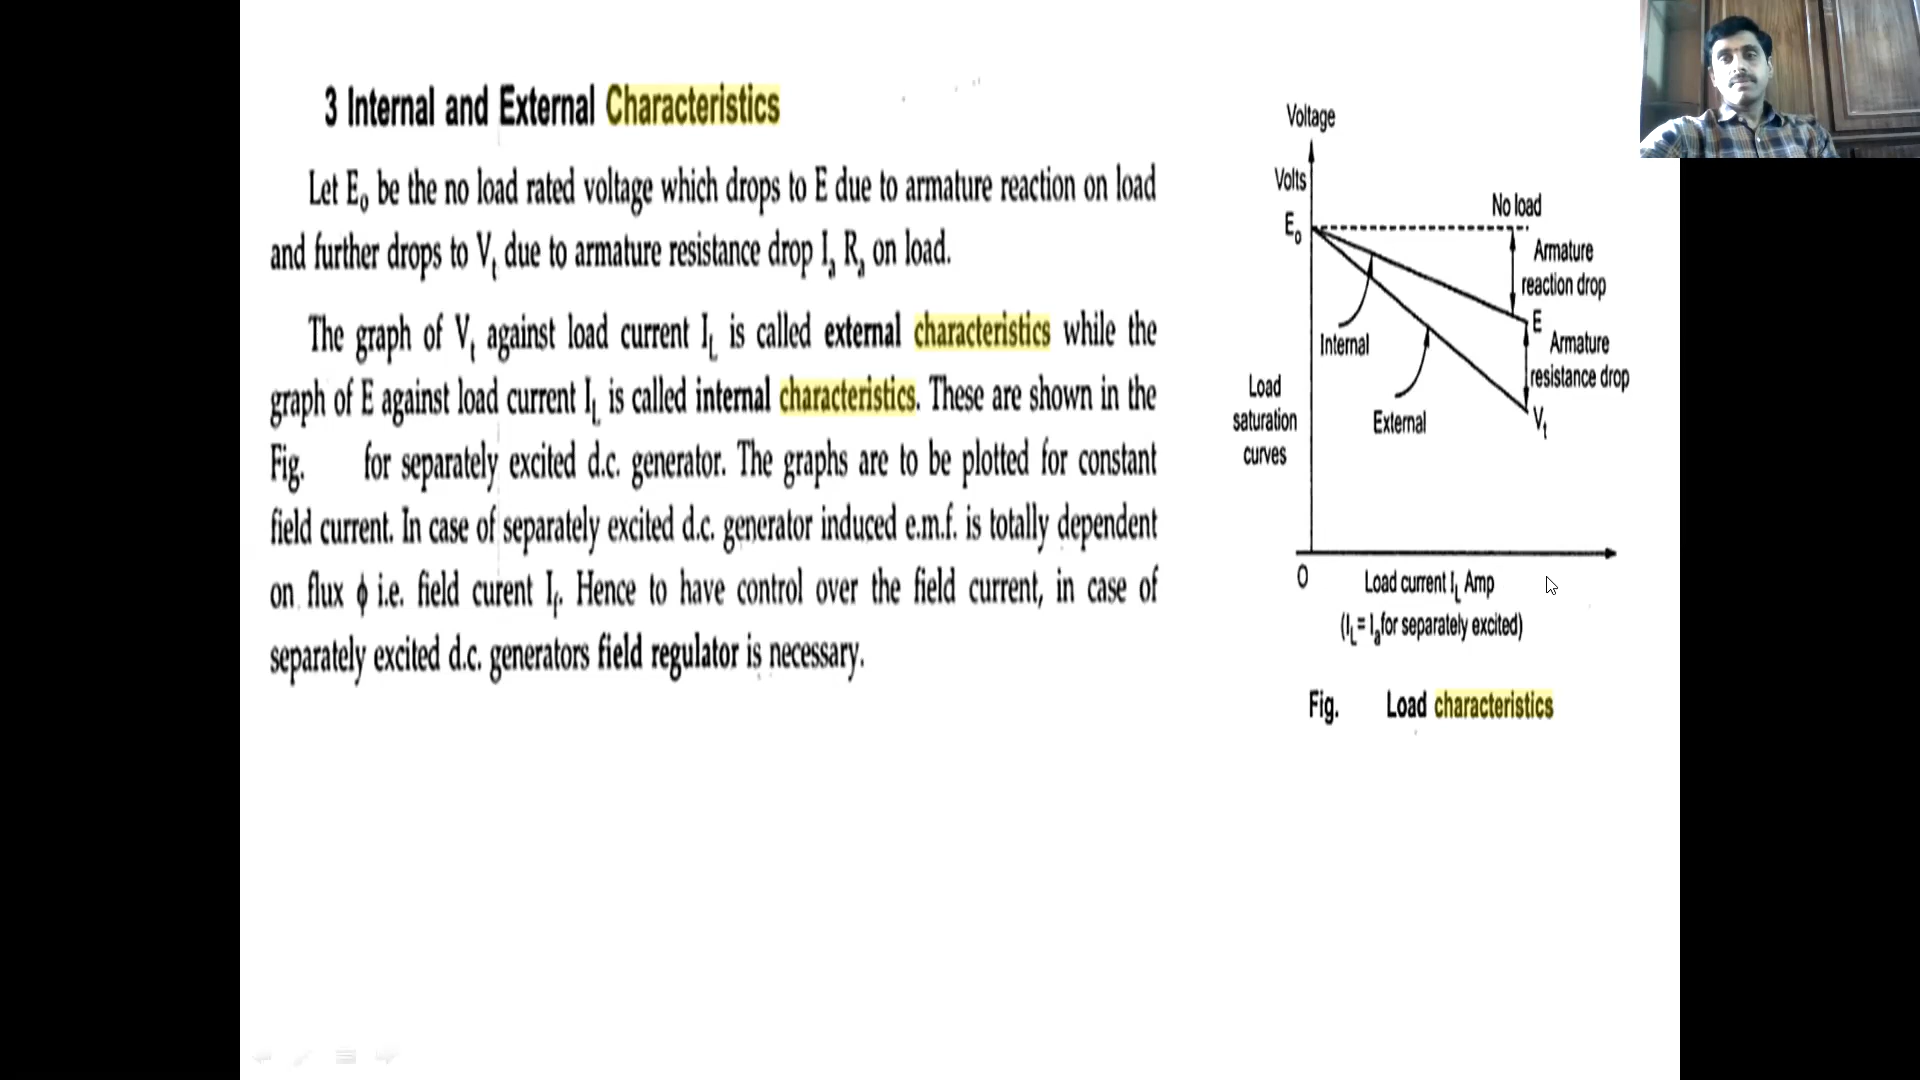 3 Internal and External Characteristics
Let E₀ be the no load rated voltage which drops to E due to armature reaction on load
and further drops to Vₜ due to armature resistance drop Iₐ Rₐ on load.
The graph of Vₜ against load current I_L is called external characteristics while the
graph of E against load current I_L is called internal characteristics. These are shown in the
Fig. for separately excited d.c. generator. The graphs are to be plotted for constant
field current. In case of separately excited d.c. generator induced e.m.f. is totally dependent
on flux ϕ i.e. field curent I_f. Hence to have control over the field current, in case of
separately excited d.c. generators field regulator is necessary.
Voltage
Volts
E₀
No load
Armature
reaction drop
E
Internal
Armature
resistance drop
Load
saturation
curves
External
Vₜ
O
Load current I_L Amp
(I_L = Iₐ for separately excited)
Fig. Load characteristics